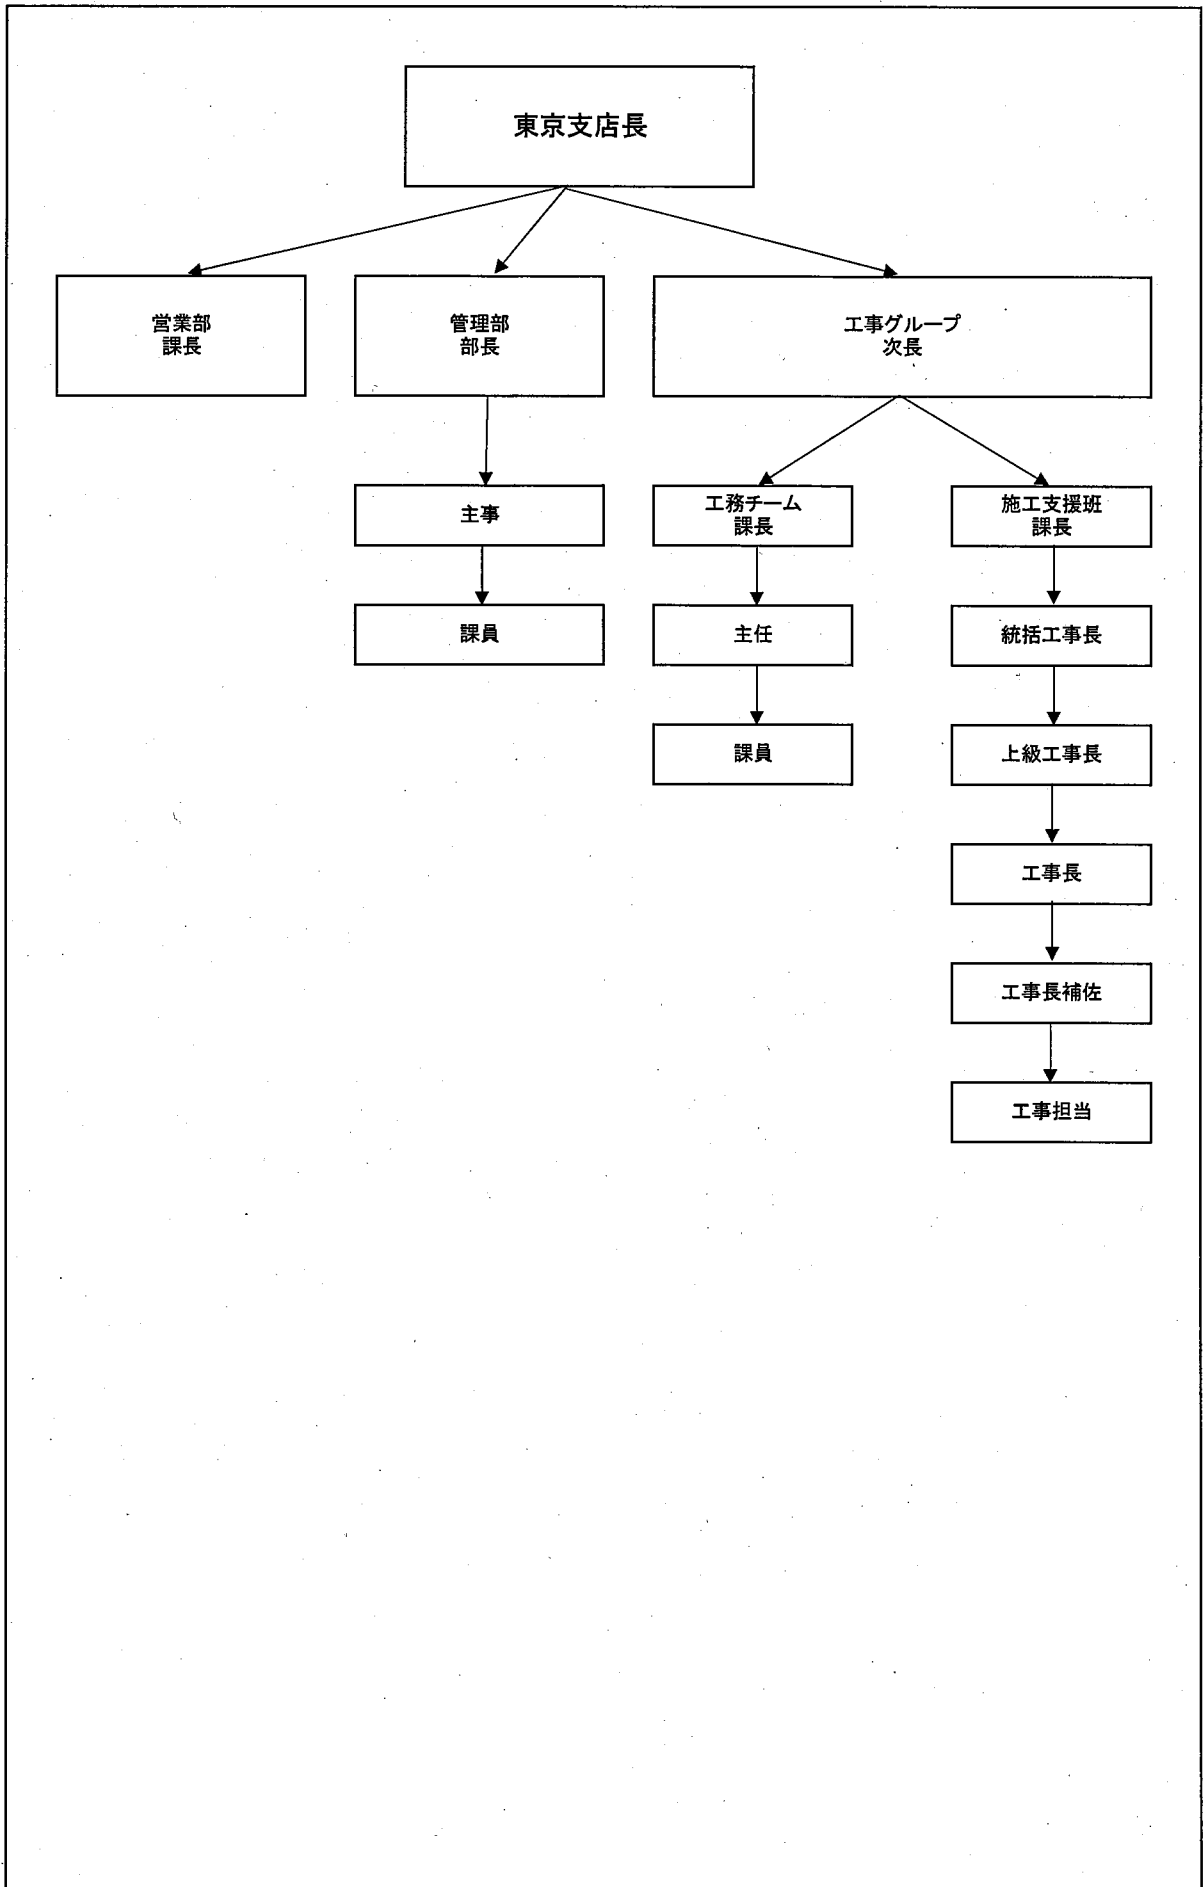 東京支店長
営業部
課長
管理部
部長
工事グループ
次長
主事
工務チーム
課長
施工支援班
課長
課員
主任
統括工事長
課員
上級工事長
工事長
工事長補佐
工事担当